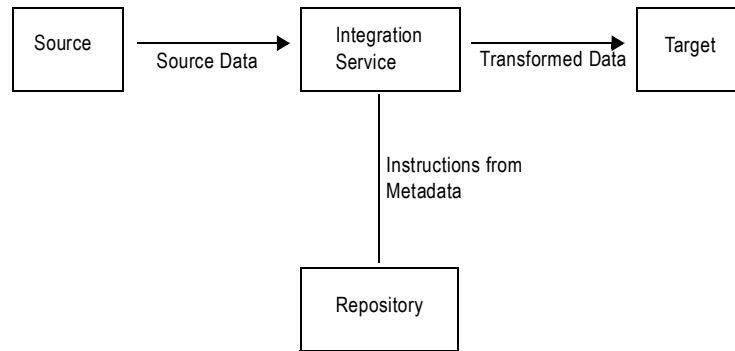 Source
Source Data
Integration
Service
Transformed Data
Target
Instructions from
Metadata
Repository